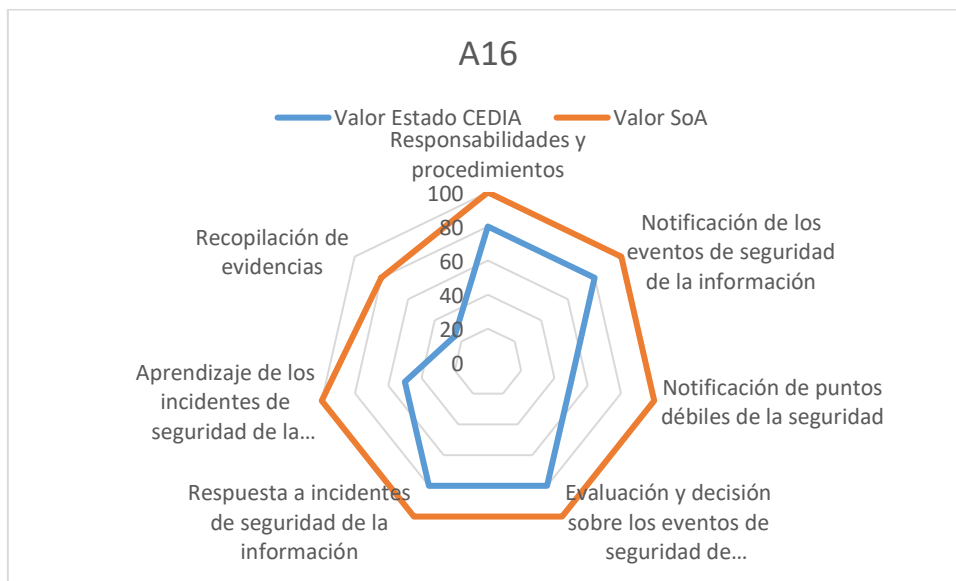 A16
Valor Estado CEDIA
Valor SoA
Responsabilidades y
procedimientos
100
80
60
40
20
0
Notificación de los
eventos de seguridad
de la información
Notificación de puntos
débiles de la seguridad
Evaluación y decisión
sobre los eventos de
seguridad de…
Respuesta a incidentes
de seguridad de la
información
Aprendizaje de los
incidentes de
seguridad de la…
Recopilación de
evidencias